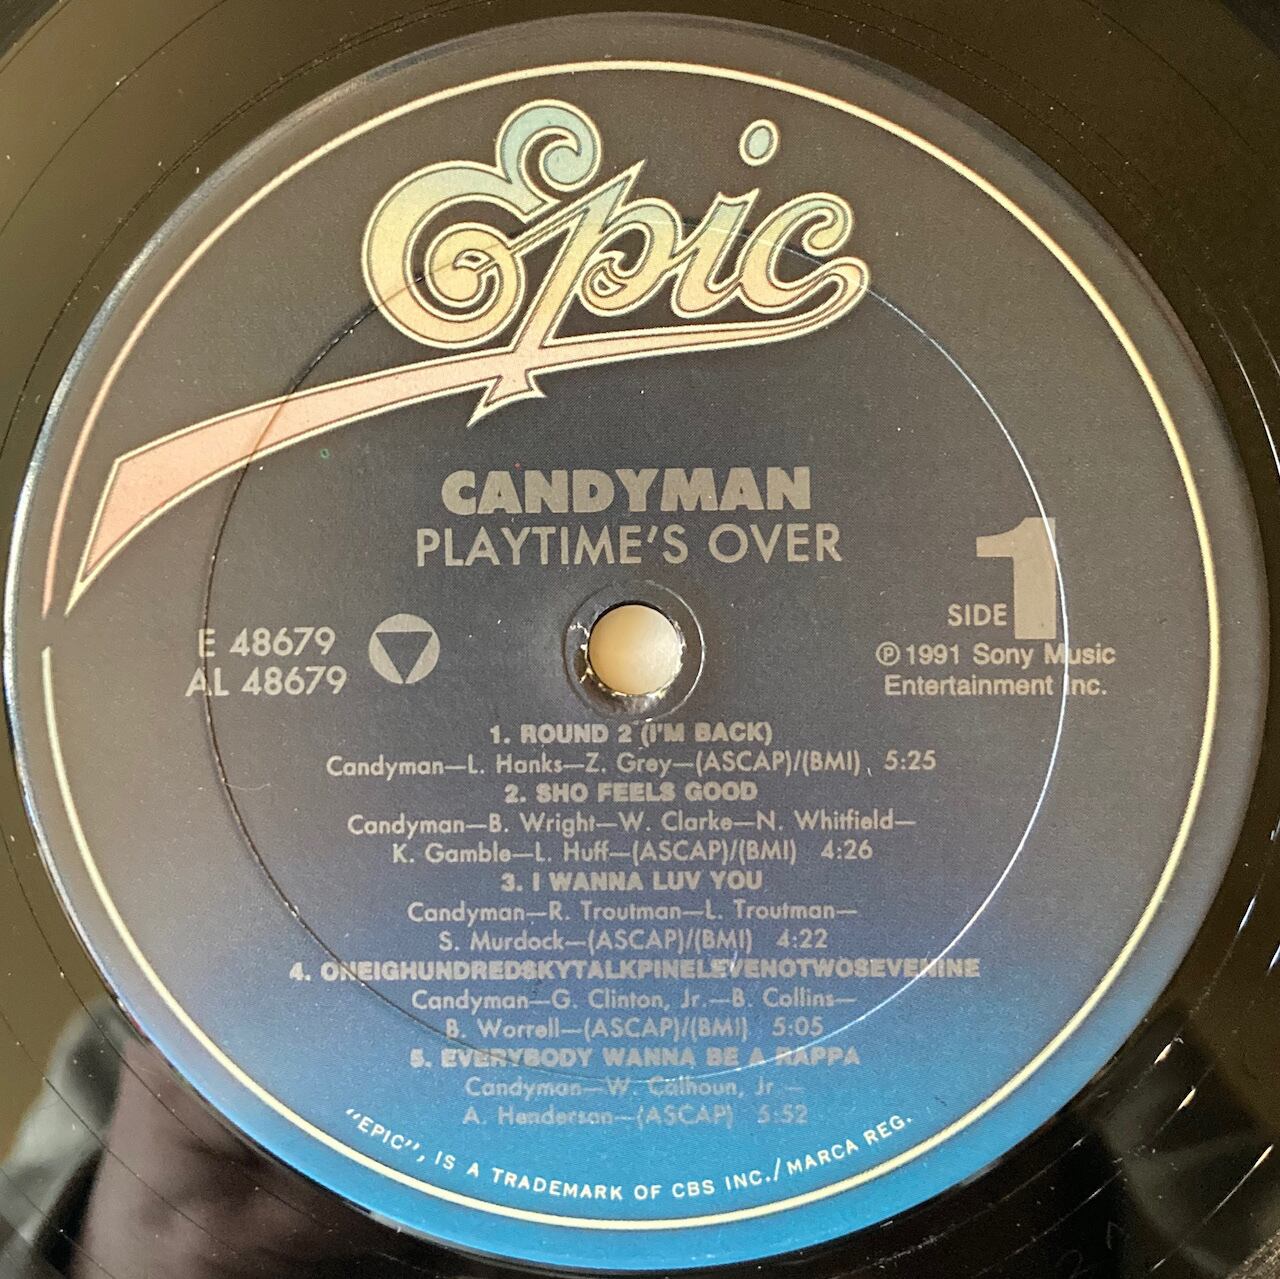 Epic
CANDYMAN
PLAYTIME'S OVER
SIDE 1
E 48679
AL 48679
℗ 1991 Sony Music
Entertainment Inc.
1. ROUND 2 (I'M BACK)
Candyman—L. Hanks—Z. Grey—(ASCAP)/(BMI) 5:25
2. SHO FEELS GOOD
Candyman—B. Wright—W. Clarke—N. Whitfield—
K. Gamble—L. Huff—(ASCAP)/(BMI) 4:26
3. I WANNA LUV YOU
Candyman—R. Troutman—L. Troutman—
S. Murdock—(ASCAP)/(BMI) 4:22
4. ONEIGHUNDREDSKYTALKPINELEVENOTWOSEVENINE
Candyman—G. Clinton, Jr.—B. Collins—
B. Worrell—(ASCAP)/(BMI) 5:05
5. EVERYBODY WANNA BE A RAPPA
Candyman—W. Calhoun, Jr —
A. Henderson—(ASCAP) 5:52
"EPIC", IS A TRADEMARK OF CBS INC./MARCA REG.